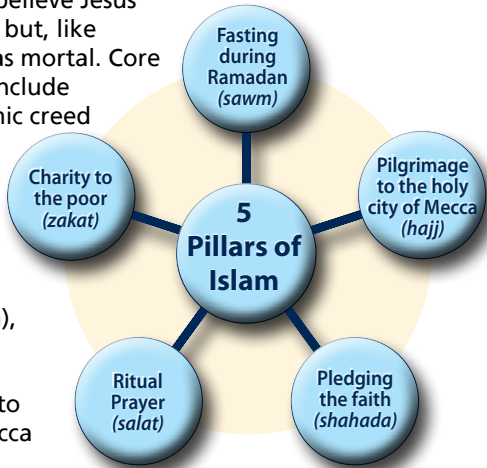 believe Jesus
but, like
as mortal. Core
nclude
nic creed
),
to
cca
Fasting
during
Ramadan
(sawm)
Pilgrimage
to the holy
city of Mecca
(hajj)
Charity to
the poor
(zakat)
5
Pillars of
Islam
Ritual
Prayer
(salat)
Pledging
the faith
(shahada)